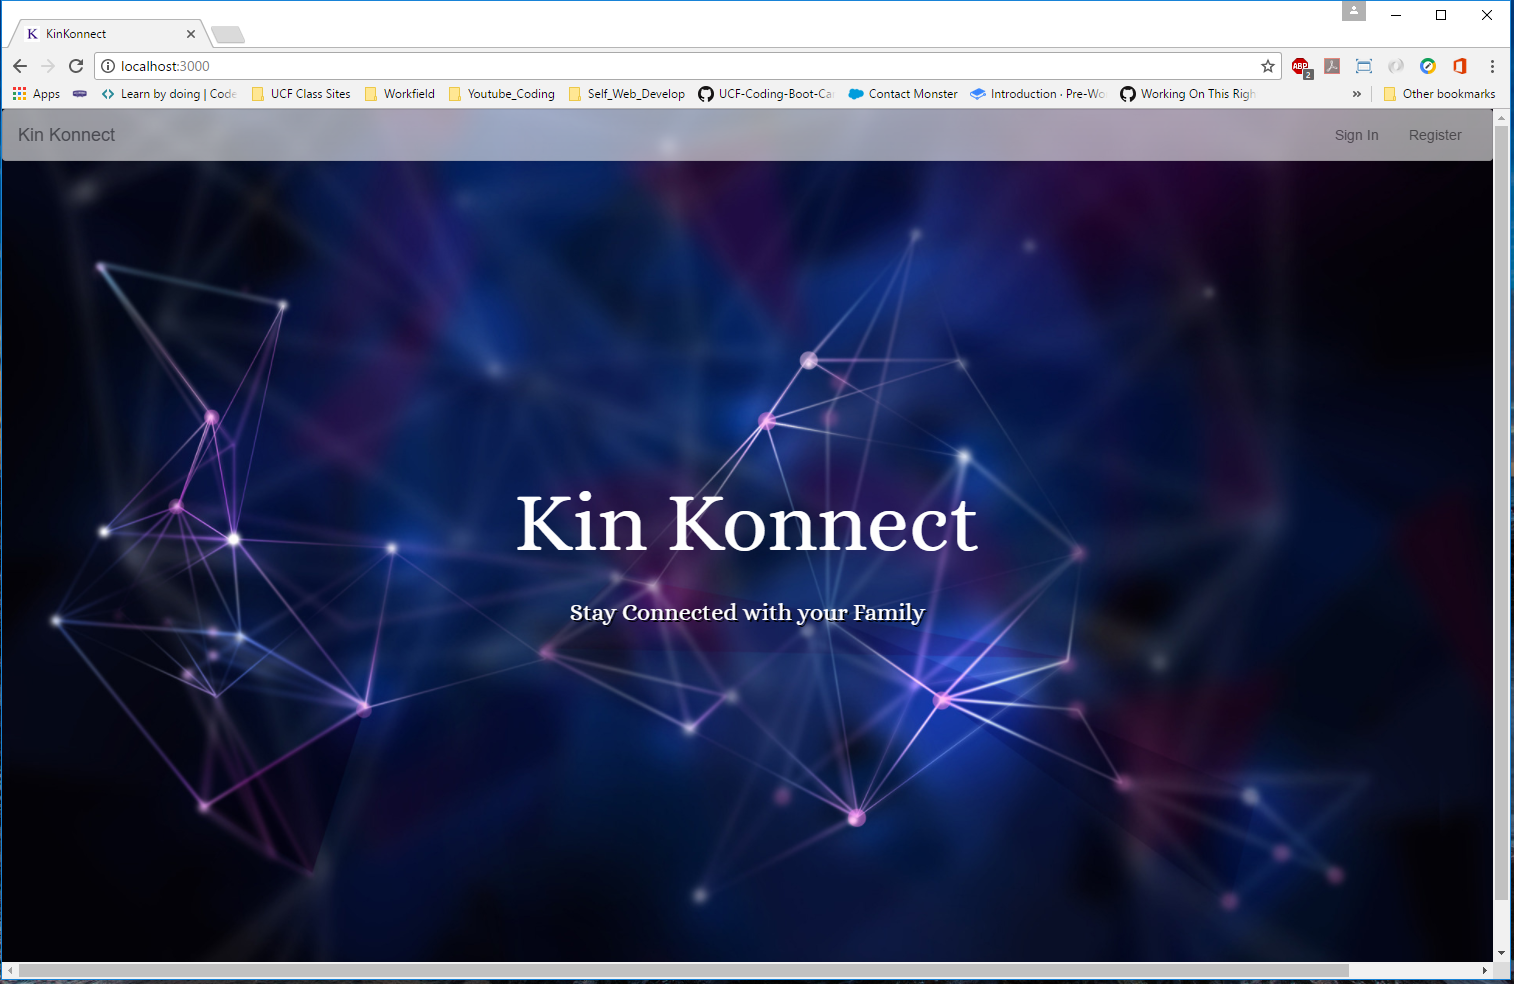 K KinKonnect
localhost:3000
ABP 2
Apps Learn by doing | Code UCF Class Sites Workfield Youtube_Coding Self_Web_Develop UCF-Coding-Boot-Ca Contact Monster Introduction · Pre-Wo Working On This Righ » Other bookmarks
Kin Konnect Sign In Register
Kin Konnect
Stay Connected with your Family